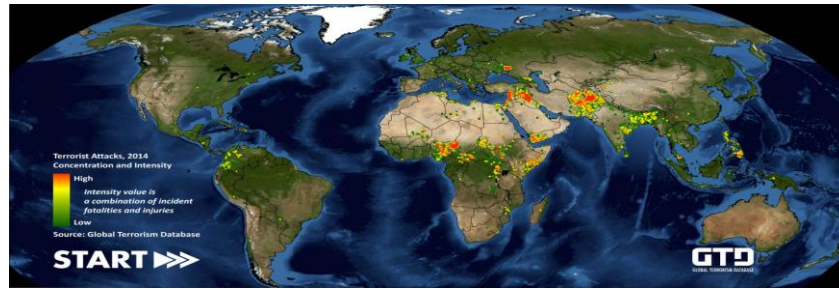 Terrorist Attacks, 2014
Concentration and Intensity
High
Intensity value is
a combination of incident
fatalities and injuries
Low
Source: Global Terrorism Database
START
GTD
GLOBAL TERRORISM DATABASE